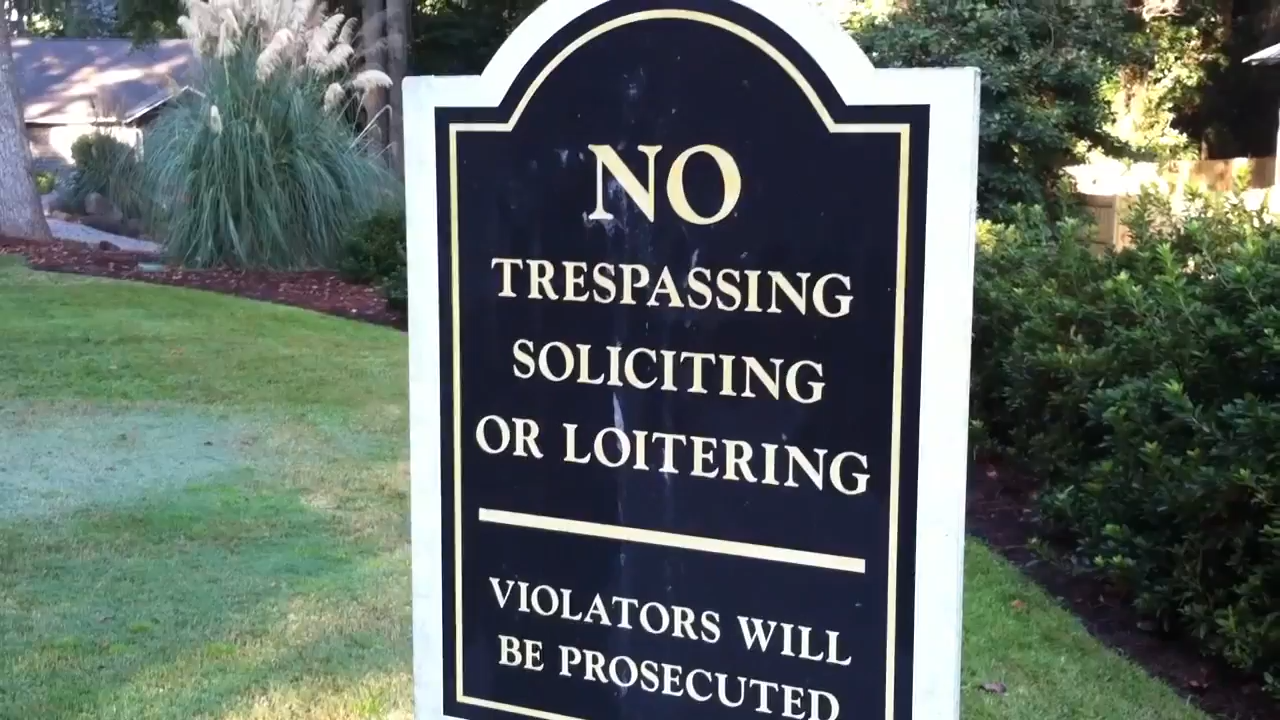 NO
TRESPASSING
SOLICITING
OR LOITERING
VIOLATORS WILL
BE PROSECUTED